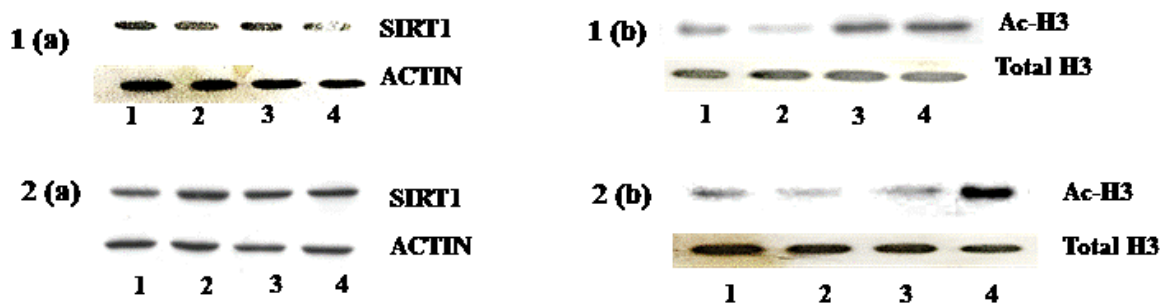 1 (a) SIRT1
ACTIN
1 2 3 4
1 (b) Ac-H3
Total H3
1 2 3 4
2 (a) SIRT1
ACTIN
1 2 3 4
2 (b) Ac-H3
Total H3
1 2 3 4